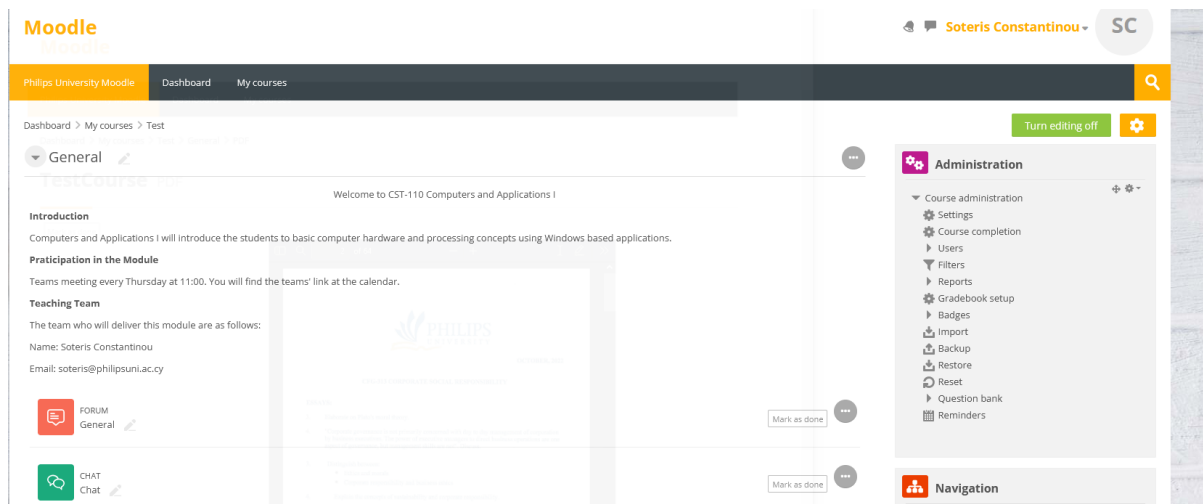 Moodle
Soteris Constantinou
SC
Philips University Moodle
Dashboard
My courses
Dashboard > My courses > Test
Turn editing off
General
TestCourse
Welcome to CST-110 Computers and Applications I
Introduction
Computers and Applications I will introduce the students to basic computer hardware and processing concepts using Windows based applications.
Praticipation in the Module
Teams meeting every Thursday at 11:00. You will find the teams' link at the calendar.
Teaching Team
The team who will deliver this module are as follows:
PHILIPS
UNIVERSITY
Name: Soteris Constantinou
Email: soteris@philipsuni.ac.cy
FORUM
General
Mark as done
CHAT
Chat
Mark as done
Administration
Course administration
Settings
Course completion
Users
Filters
Reports
Gradebook setup
Badges
Import
Backup
Restore
Reset
Question bank
Reminders
Navigation